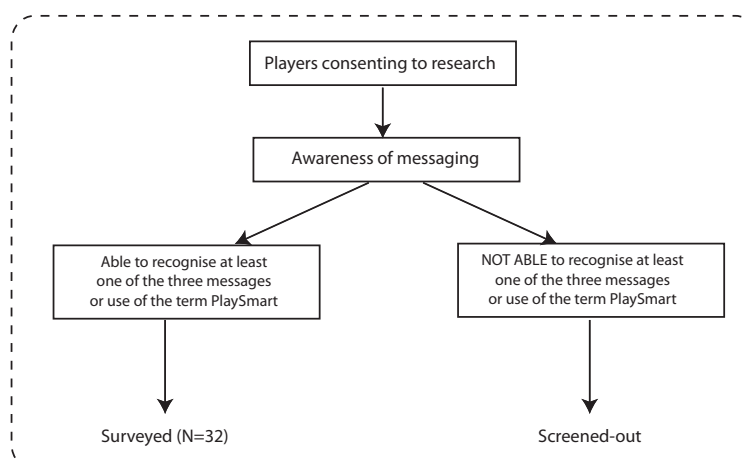 Players consenting to research
Awareness of messaging
Able to recognise at least
one of the three messages
or use of the term PlaySmart
NOT ABLE to recognise at least
one of the three messages
or use of the term PlaySmart
Surveyed (N=32)
Screened-out